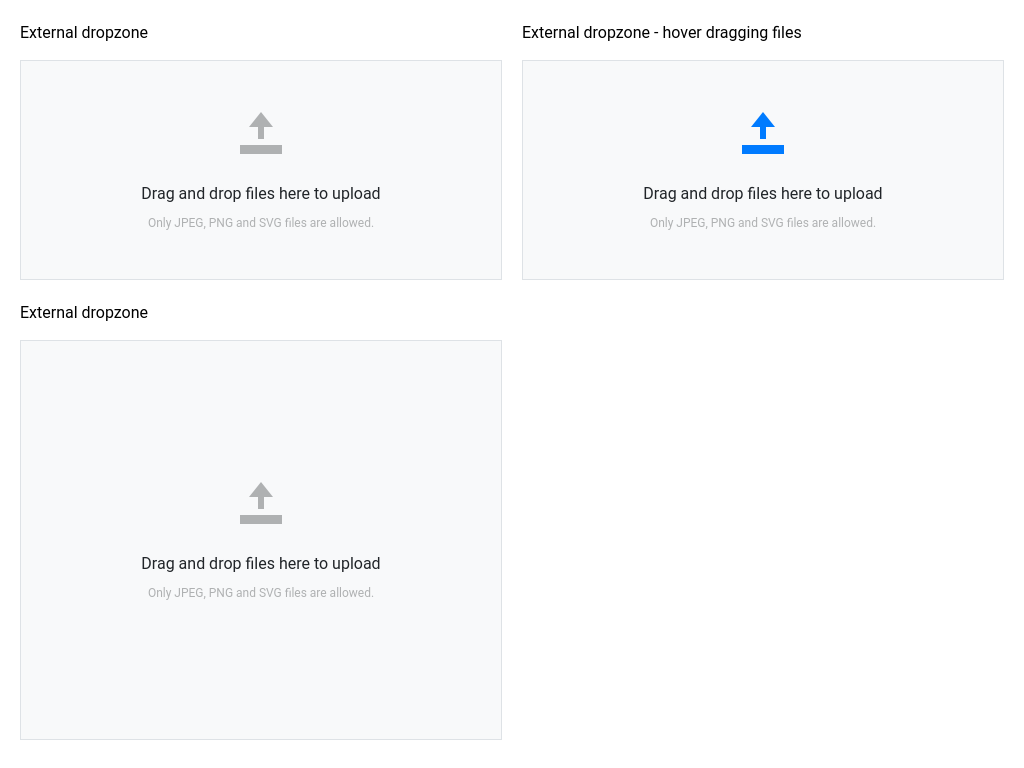 External dropzone
Drag and drop files here to upload
Only JPEG, PNG and SVG files are allowed.
External dropzone - hover dragging files
Drag and drop files here to upload
Only JPEG, PNG and SVG files are allowed.
External dropzone
Drag and drop files here to upload
Only JPEG, PNG and SVG files are allowed.